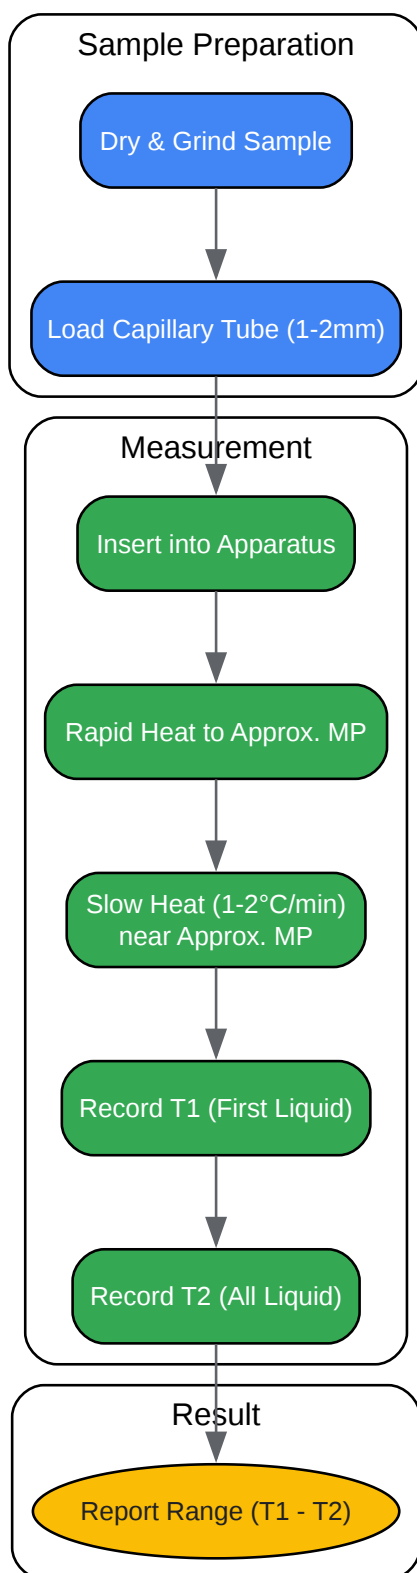 Sample Preparation
Dry & Grind Sample
Load Capillary Tube (1-2mm)
Measurement
Insert into Apparatus
Rapid Heat to Approx. MP
Slow Heat (1-2°C/min)
near Approx. MP
Record T1 (First Liquid)
Record T2 (All Liquid)
Result
Report Range (T1 - T2)